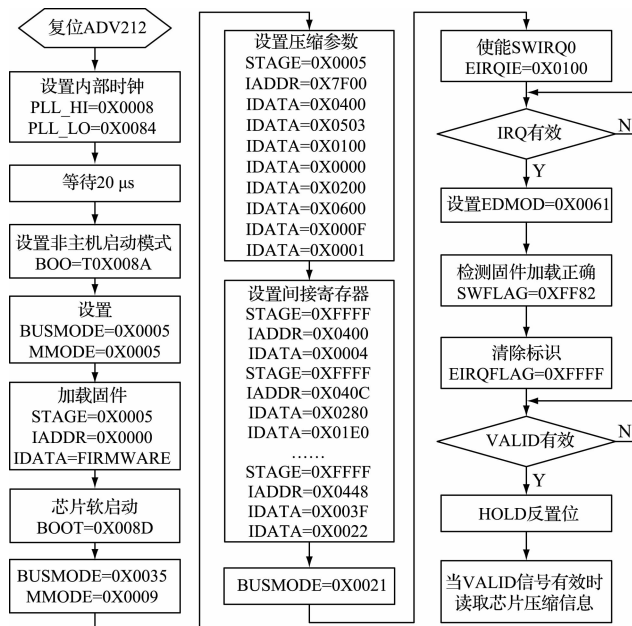 复位ADV212
设置内部时钟
PLL_HI=0X0008
PLL_LO=0X0084
等待20 μs
设置非主机启动模式
BOO=T0X008A
设置
BUSMODE=0X0005
MMODE=0X0005
加载固件
STAGE=0X0005
IADDR=0X0000
IDATA=FIRMWARE
芯片软启动
BOOT=0X008D
BUSMODE=0X0035
MMODE=0X0009
设置压缩参数
STAGE=0X0005
IADDR=0X7F00
IDATA=0X0400
IDATA=0X0503
IDATA=0X0100
IDATA=0X0000
IDATA=0X0200
IDATA=0X0600
IDATA=0X000F
IDATA=0X0001
设置间接寄存器
STAGE=0XFFFF
IADDR=0X0400
IDATA=0X0004
STAGE=0XFFFF
IADDR=0X040C
IDATA=0X0280
IDATA=0X01E0
……
STAGE=0XFFFF
IADDR=0X0448
IDATA=0X003F
IDATA=0X0022
BUSMODE=0X0021
使能SWIRQ0
EIRQIE=0X0100
IRQ有效
N
Y
设置EDMOD=0X0061
检测固件加载正确
SWFLAG=0XFF82
清除标识
EIRQFLAG=0XFFFF
VALID有效
N
Y
HOLD反置位
当VALID信号有效时
读取芯片压缩信息